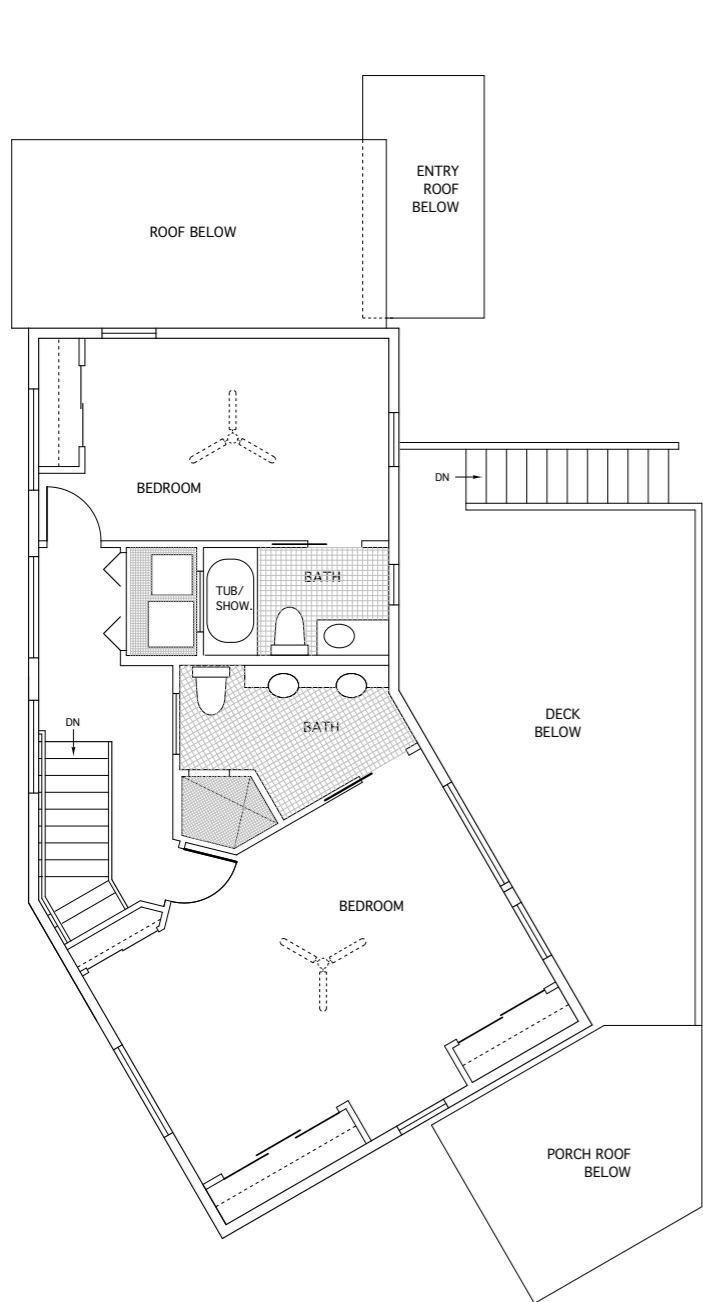 ENTRY
ROOF
BELOW
ROOF BELOW
DN
BEDROOM
BATH
TUB/
SHOW.
DECK
BELOW
DN
BATH
BEDROOM
PORCH ROOF
BELOW